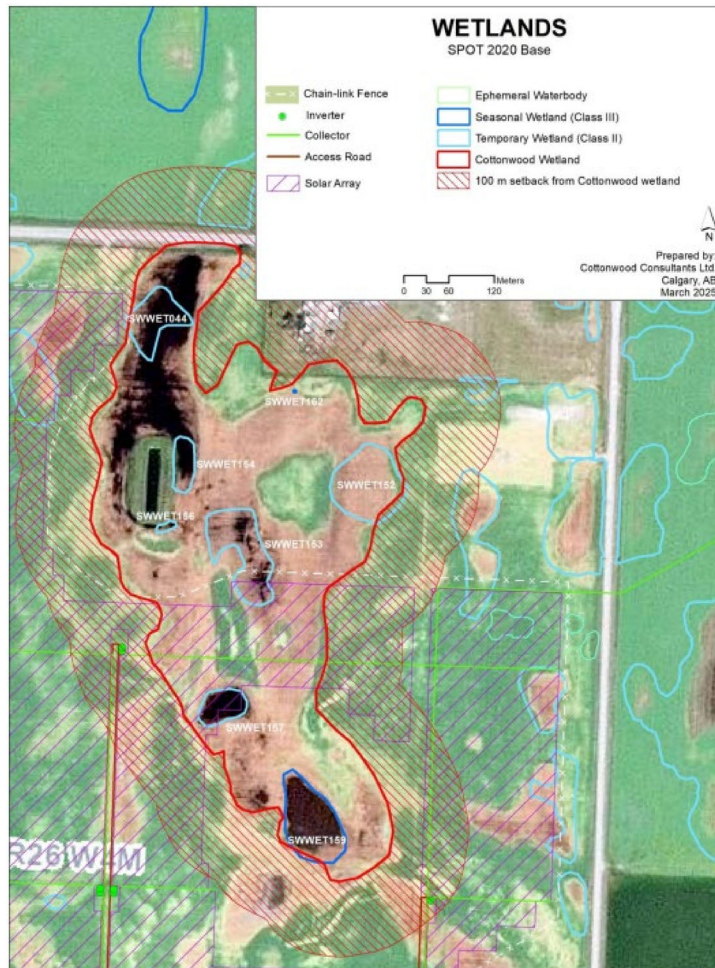 WETLANDS
SPOT 2020 Base
Chain-link Fence
Inverter
Collector
Access Road
Solar Array
Ephemeral Waterbody
Seasonal Wetland (Class III)
Temporary Wetland (Class II)
Cottonwood Wetland
100 m setback from Cottonwood wetland
N
Prepared by:
Cottonwood Consultants Ltd.
Calgary, AB
March 2025
0 30 60 120 Meters
SWWET044
SWWET162
SWWET154
SWWET152
SWWET156
SWWET153
SWWET157
SWWET159
R26 W4M